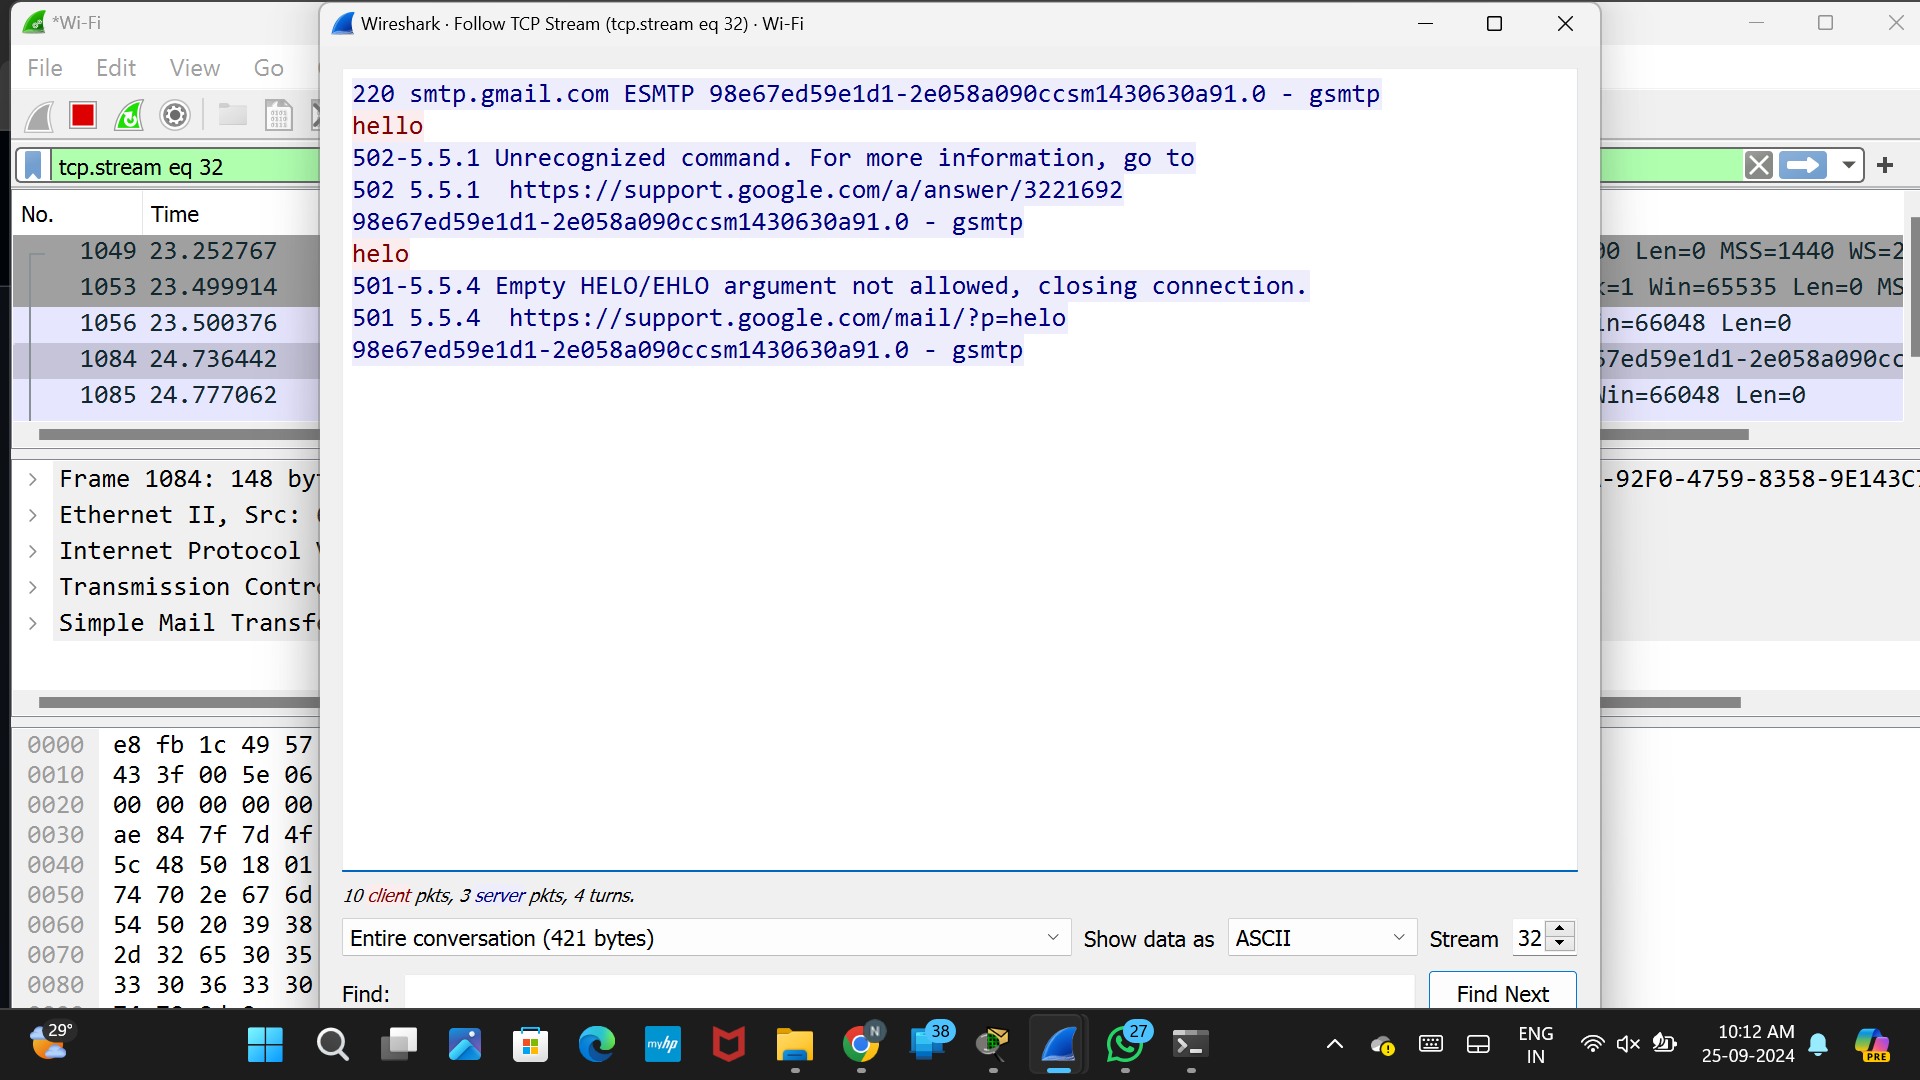 *Wi-Fi
Wireshark · Follow TCP Stream (tcp.stream eq 32) · Wi-Fi
File Edit View Go
tcp.stream eq 32
No. Time
1049 23.252767
1053 23.499914
1056 23.500376
1084 24.736442
1085 24.777062
Len=0 MSS=1440 WS=2
=1 Win=65535 Len=0 MS
n=66048 Len=0
7ed59e1d1-2e058a090cc
in=66048 Len=0
220 smtp.gmail.com ESMTP 98e67ed59e1d1-2e058a090ccsm1430630a91.0 - gsmtp
hello
502-5.5.1 Unrecognized command. For more information, go to
502 5.5.1  https://support.google.com/a/answer/3221692
98e67ed59e1d1-2e058a090ccsm1430630a91.0 - gsmtp
helo
501-5.5.4 Empty HELO/EHLO argument not allowed, closing connection.
501 5.5.4  https://support.google.com/mail/?p=helo
98e67ed59e1d1-2e058a090ccsm1430630a91.0 - gsmtp
Frame 1084: 148 by
-92F0-4759-8358-9E143C
Ethernet II, Src:
Internet Protocol
Transmission Contr
Simple Mail Transf
0000 e8 fb 1c 49 57
0010 43 3f 00 5e 06
0020 00 00 00 00 00
0030 ae 84 7f 7d 4f
0040 5c 48 50 18 01
0050 74 70 2e 67 6d
0060 54 50 20 39 38
0070 2d 32 65 30 35
0080 33 30 36 33 30
10 client pkts, 3 server pkts, 4 turns.
Entire conversation (421 bytes) Show data as ASCII Stream 32
Find: Find Next
29° myhp N 38 27 ENG IN 10:12 AM 25-09-2024 PRE